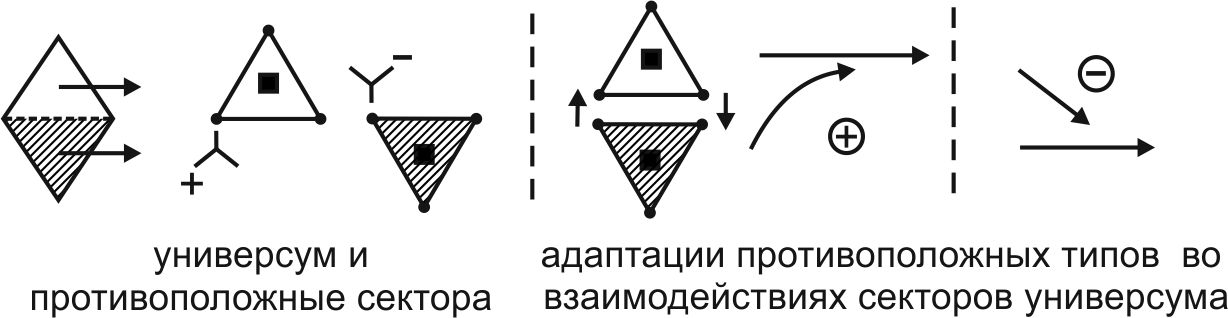 универсум и
противоположные сектора
адаптации противоположных типов во
взаимодействиях секторов универсума